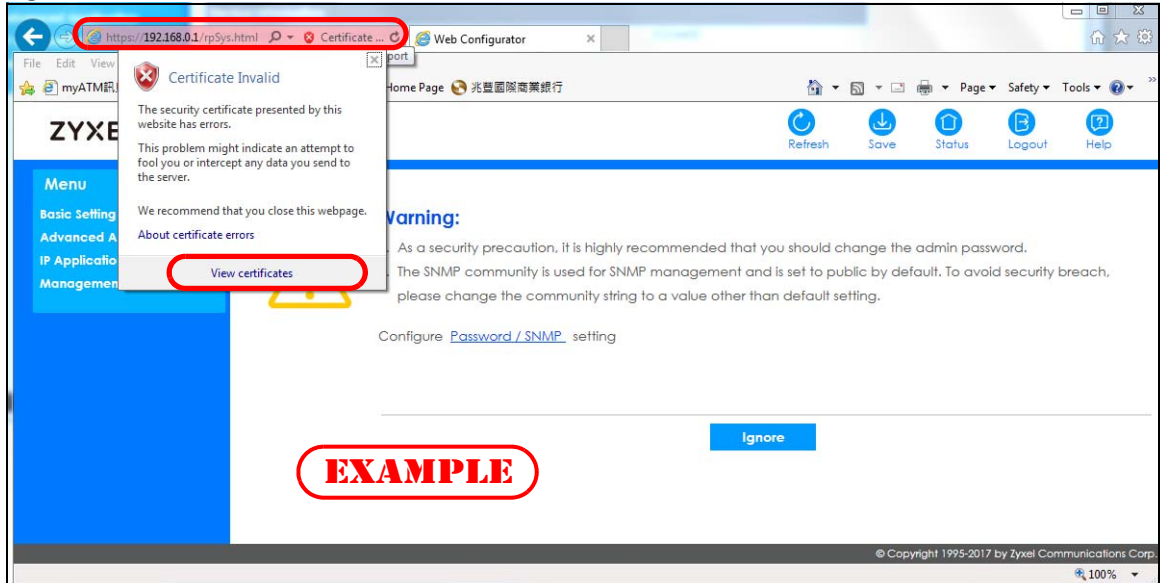 https://192.168.0.1/rpSys.html Certificate ... Web Configurator
File Edit View port
myATM Home Page 兆豐國際商業銀行 Page Safety Tools
Certificate Invalid
The security certificate presented by this
website has errors.
This problem might indicate an attempt to
fool you or intercept any data you send to
the server.
We recommend that you close this webpage.
About certificate errors
View certificates
ZYXE
Refresh Save Status Logout Help
Menu
Basic Setting
Advanced A
IP Applicatio
Managemen
Warning:
As a security precaution, it is highly recommended that you should change the admin password.
The SNMP community is used for SNMP management and is set to public by default. To avoid security breach,
please change the community string to a value other than default setting.
Configure Password / SNMP setting
Ignore
EXAMPLE
© Copyright 1995-2017 by Zyxel Communications Corp.
100%